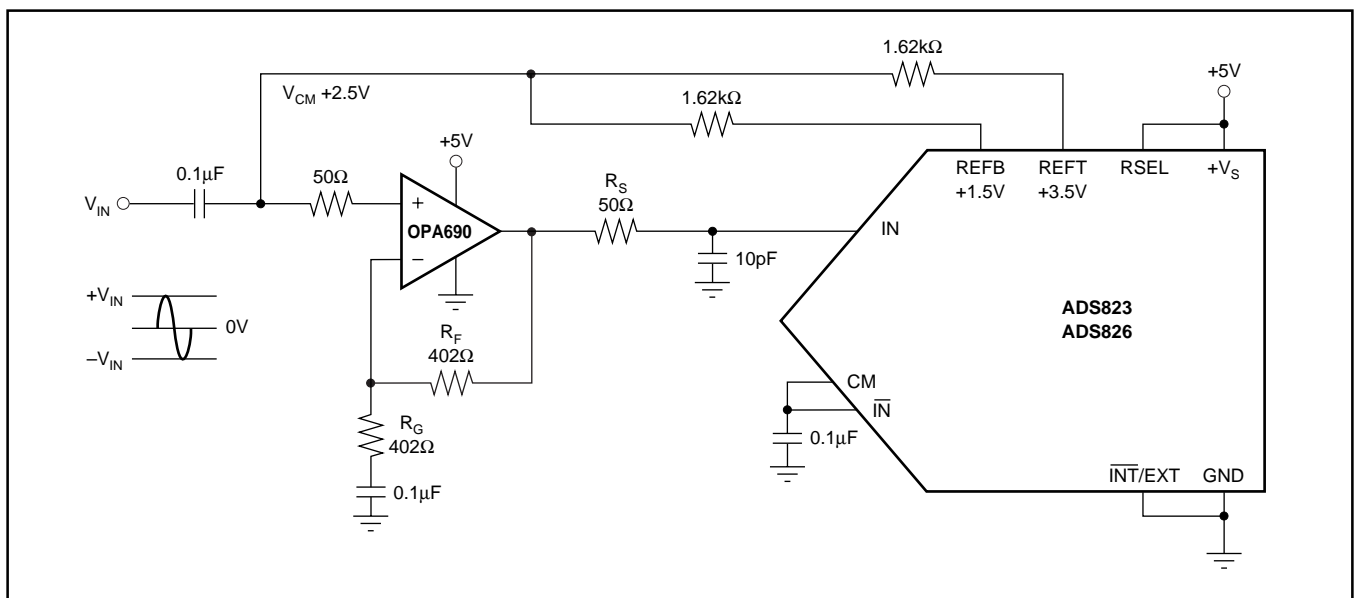 1.62kΩ
+5V
V_CM +2.5V
1.62kΩ
+5V
REFB
+1.5V
REFT
+3.5V
RSEL
+V_S
0.1μF
50Ω
R_S
50Ω
V_IN
+
OPA690
−
IN
10pF
+V_IN
0V
−V_IN
ADS823
ADS826
R_F
402Ω
CM
I̅N̅
R_G
402Ω
0.1μF
0.1μF
I̅N̅T̅/EXT
GND